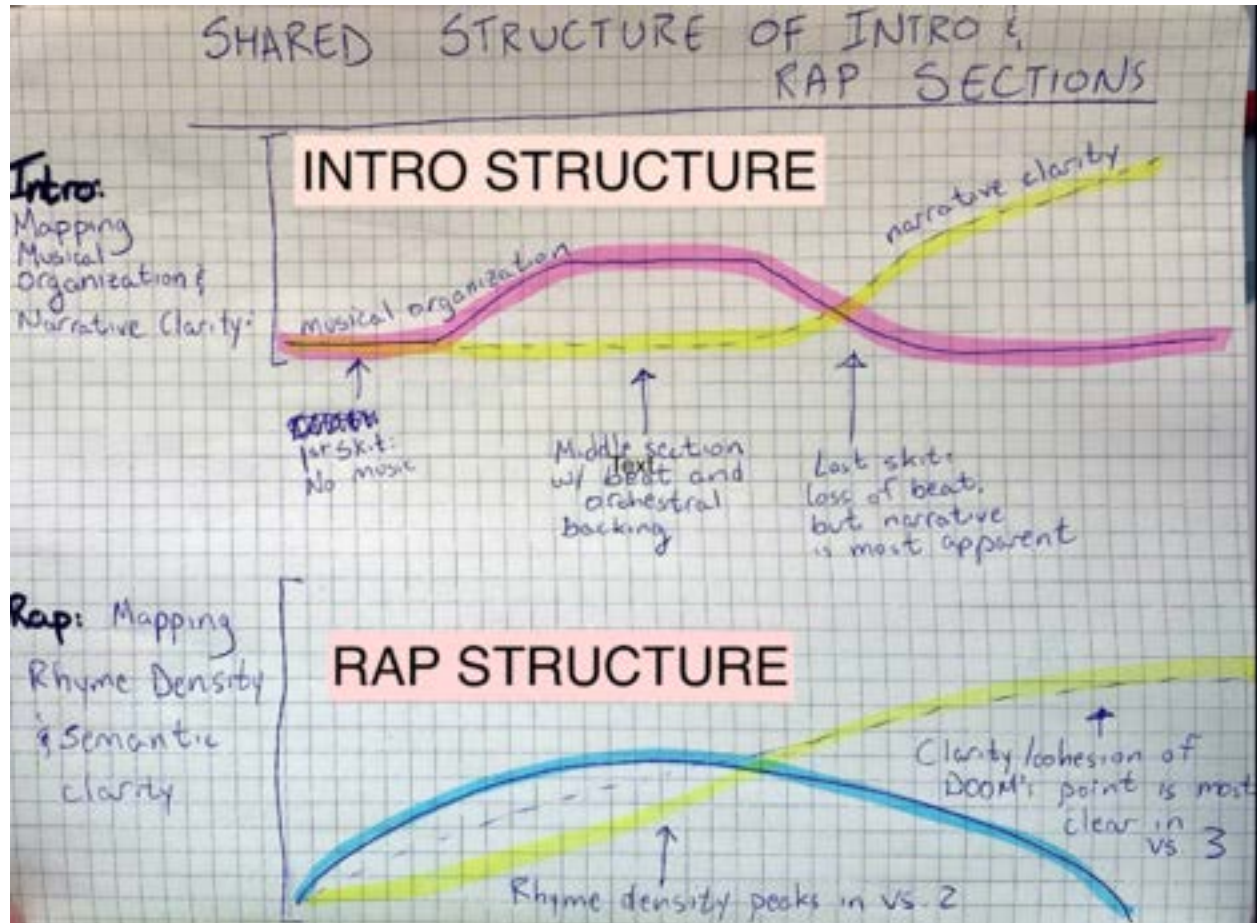 SHARED STRUCTURE OF INTRO &
RAP SECTIONS
INTRO STRUCTURE
Intro:
Mapping
Musical
Organization &
Narrative Clarity:
musical organization
narrative clarity
1st skit:
No music
Middle section
Text
w/ beat and
orchestral
backing
Last skit:
loss of beat,
but narrative
is most apparent
Rap: Mapping
Rhyme Density
& Semantic
clarity
RAP STRUCTURE
Clarity/cohesion of
DOOM's point is most
clear in
vs 3
Rhyme density peaks in vs. 2